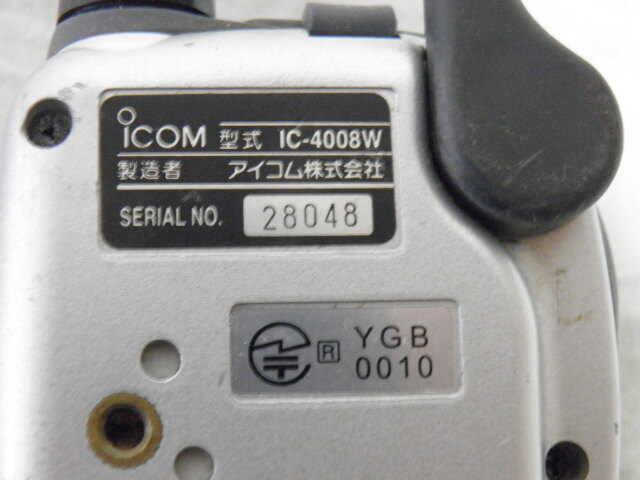 ICOM 型式 IC-4008W
製造者 アイコム株式会社
SERIAL NO. 28048
R YGB
0010